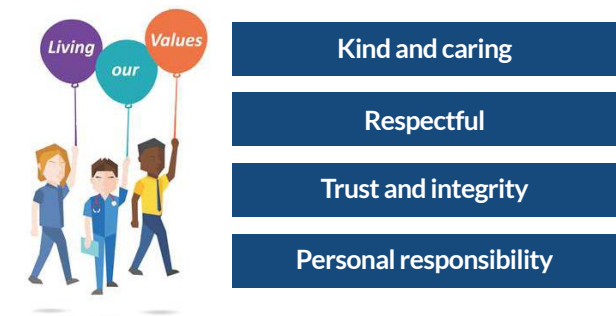 Living
our
Values
Kind and caring
Respectful
Trust and integrity
Personal responsibility